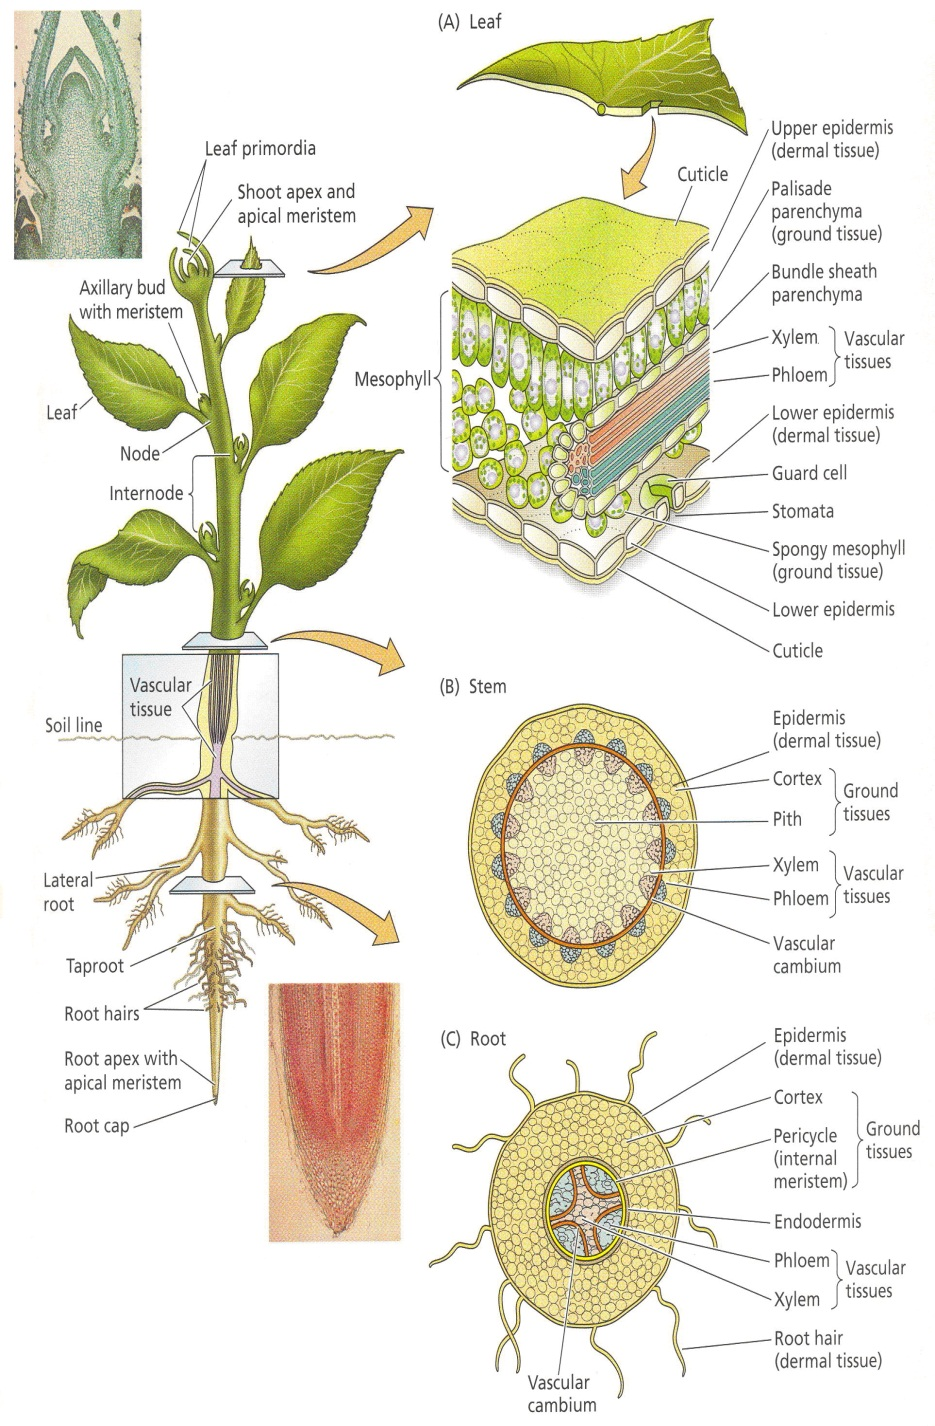 (A) Leaf
Leaf primordia
Shoot apex and
apical meristem
Axillary bud
with meristem
Leaf
Node
Internode
Vascular
tissue
Soil line
Lateral
root
Taproot
Root hairs
Root apex with
apical meristem
Root cap
Upper epidermis
(dermal tissue)
Cuticle
Palisade
parenchyma
(ground tissue)
Bundle sheath
parenchyma
Mesophyll
Xylem
Phloem
Vascular
tissues
Lower epidermis
(dermal tissue)
Guard cell
Stomata
Spongy mesophyll
(ground tissue)
Lower epidermis
Cuticle
(B) Stem
Epidermis
(dermal tissue)
Cortex
Pith
Ground
tissues
Xylem
Phloem
Vascular
tissues
Vascular
cambium
(C) Root
Epidermis
(dermal tissue)
Cortex
Pericycle
(internal
meristem)
Ground
tissues
Endodermis
Phloem
Xylem
Vascular
tissues
Root hair
(dermal tissue)
Vascular
cambium